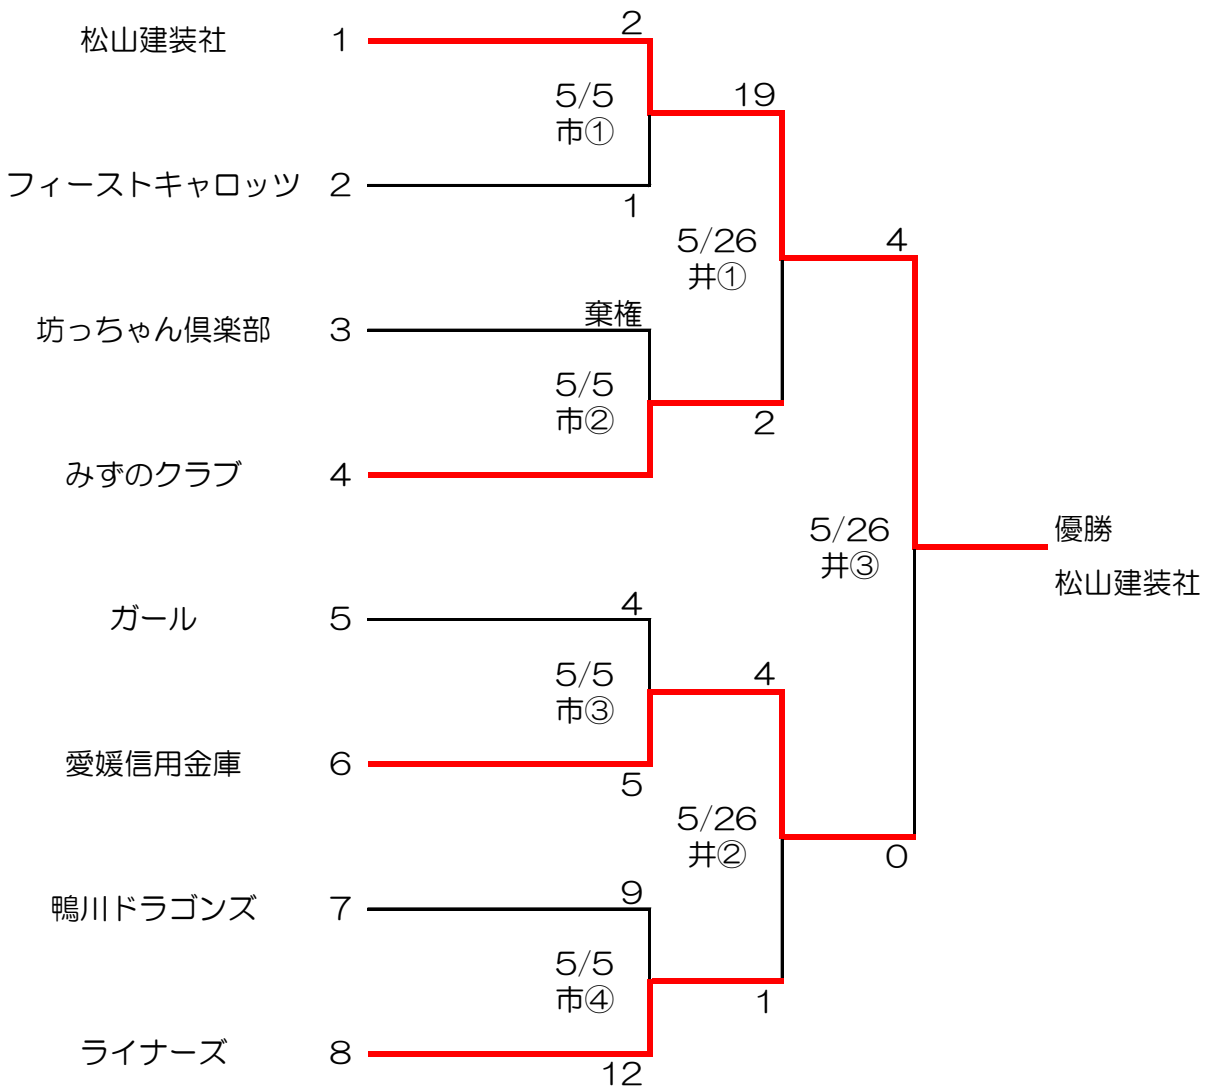 松山建装社 1 2
5/5
市①
19
フィーストキャロッツ 2 1
5/26
井①
4
坊っちゃん倶楽部 3 棄権
5/5
市②
2
みずのクラブ 4
5/26
井③
優勝
松山建装社
ガール 5 4
5/5
市③
4
愛媛信用金庫 6 5
5/26
井②
0
鴨川ドラゴンズ 7 9
5/5
市④
1
ライナーズ 8 12